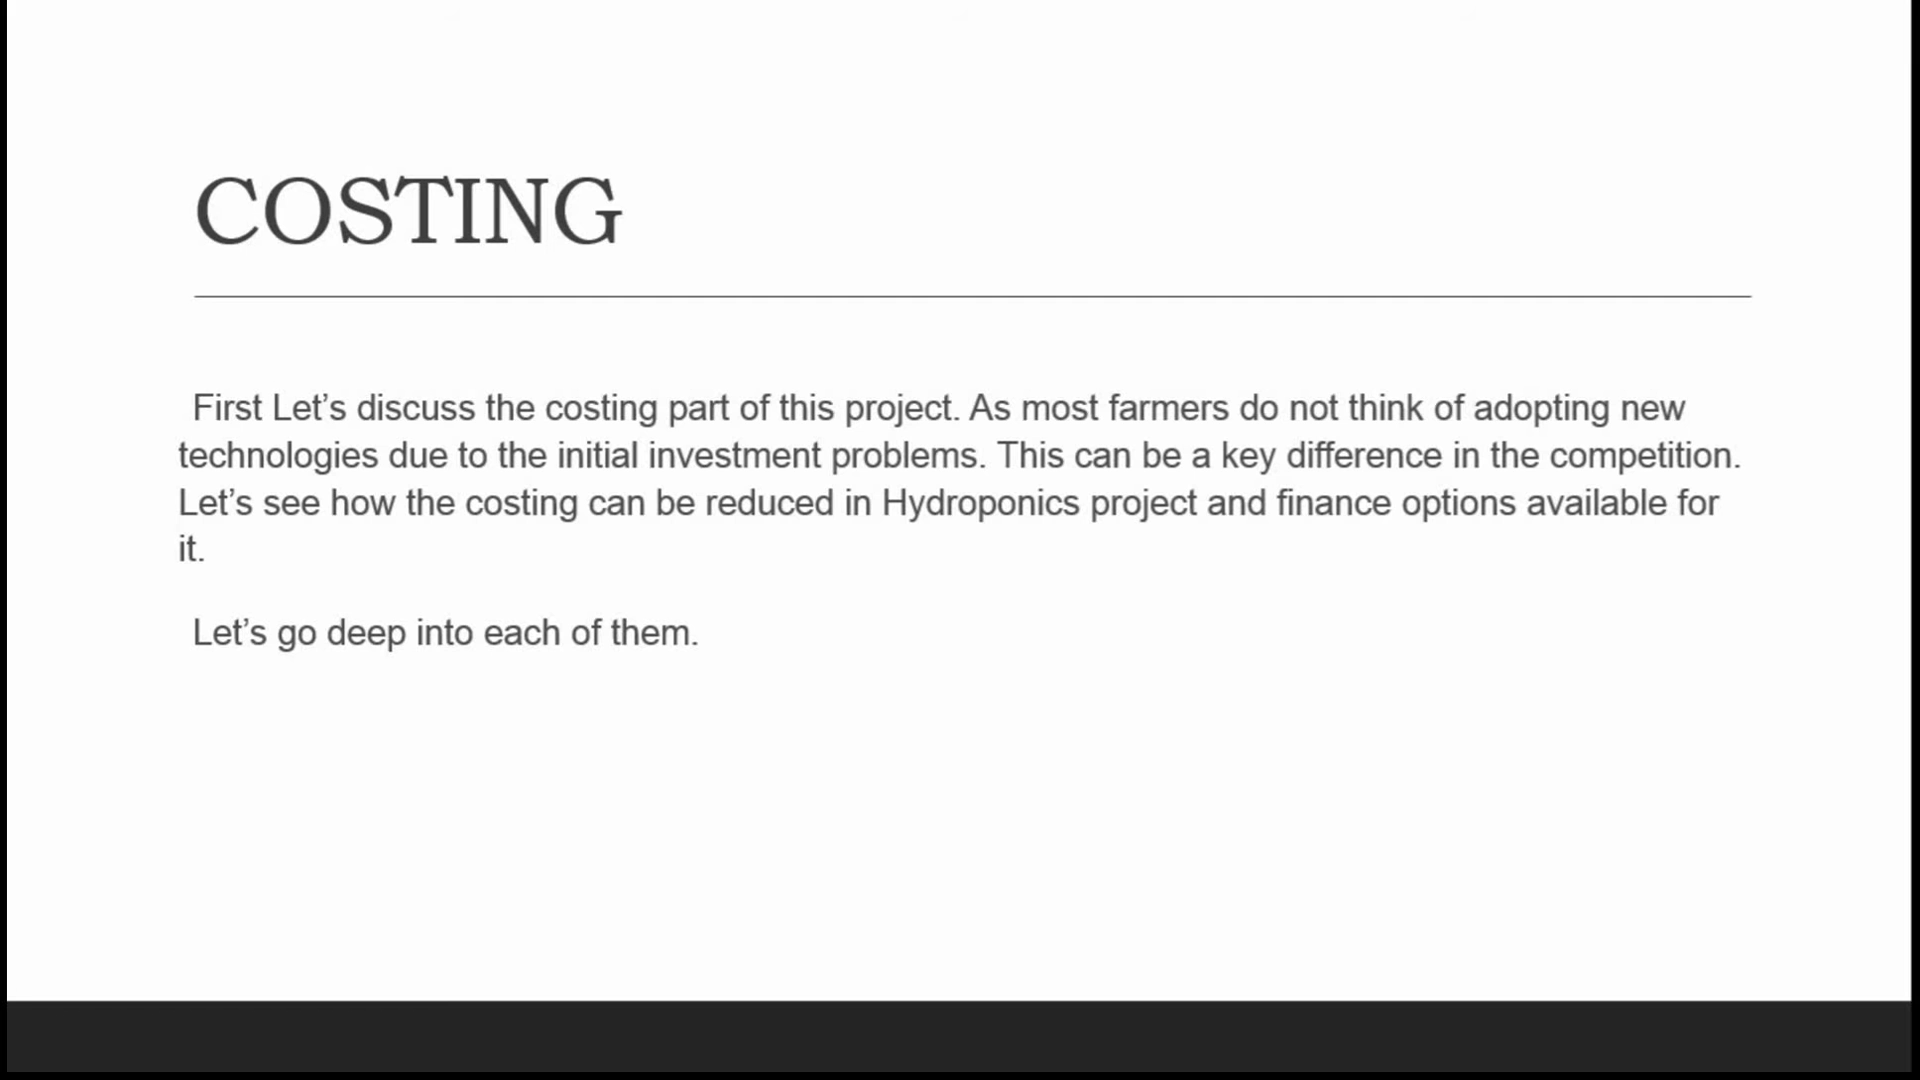 COSTING
First Let’s discuss the costing part of this project. As most farmers do not think of adopting new
technologies due to the initial investment problems. This can be a key difference in the competition.
Let’s see how the costing can be reduced in Hydroponics project and finance options available for
it.
Let’s go deep into each of them.